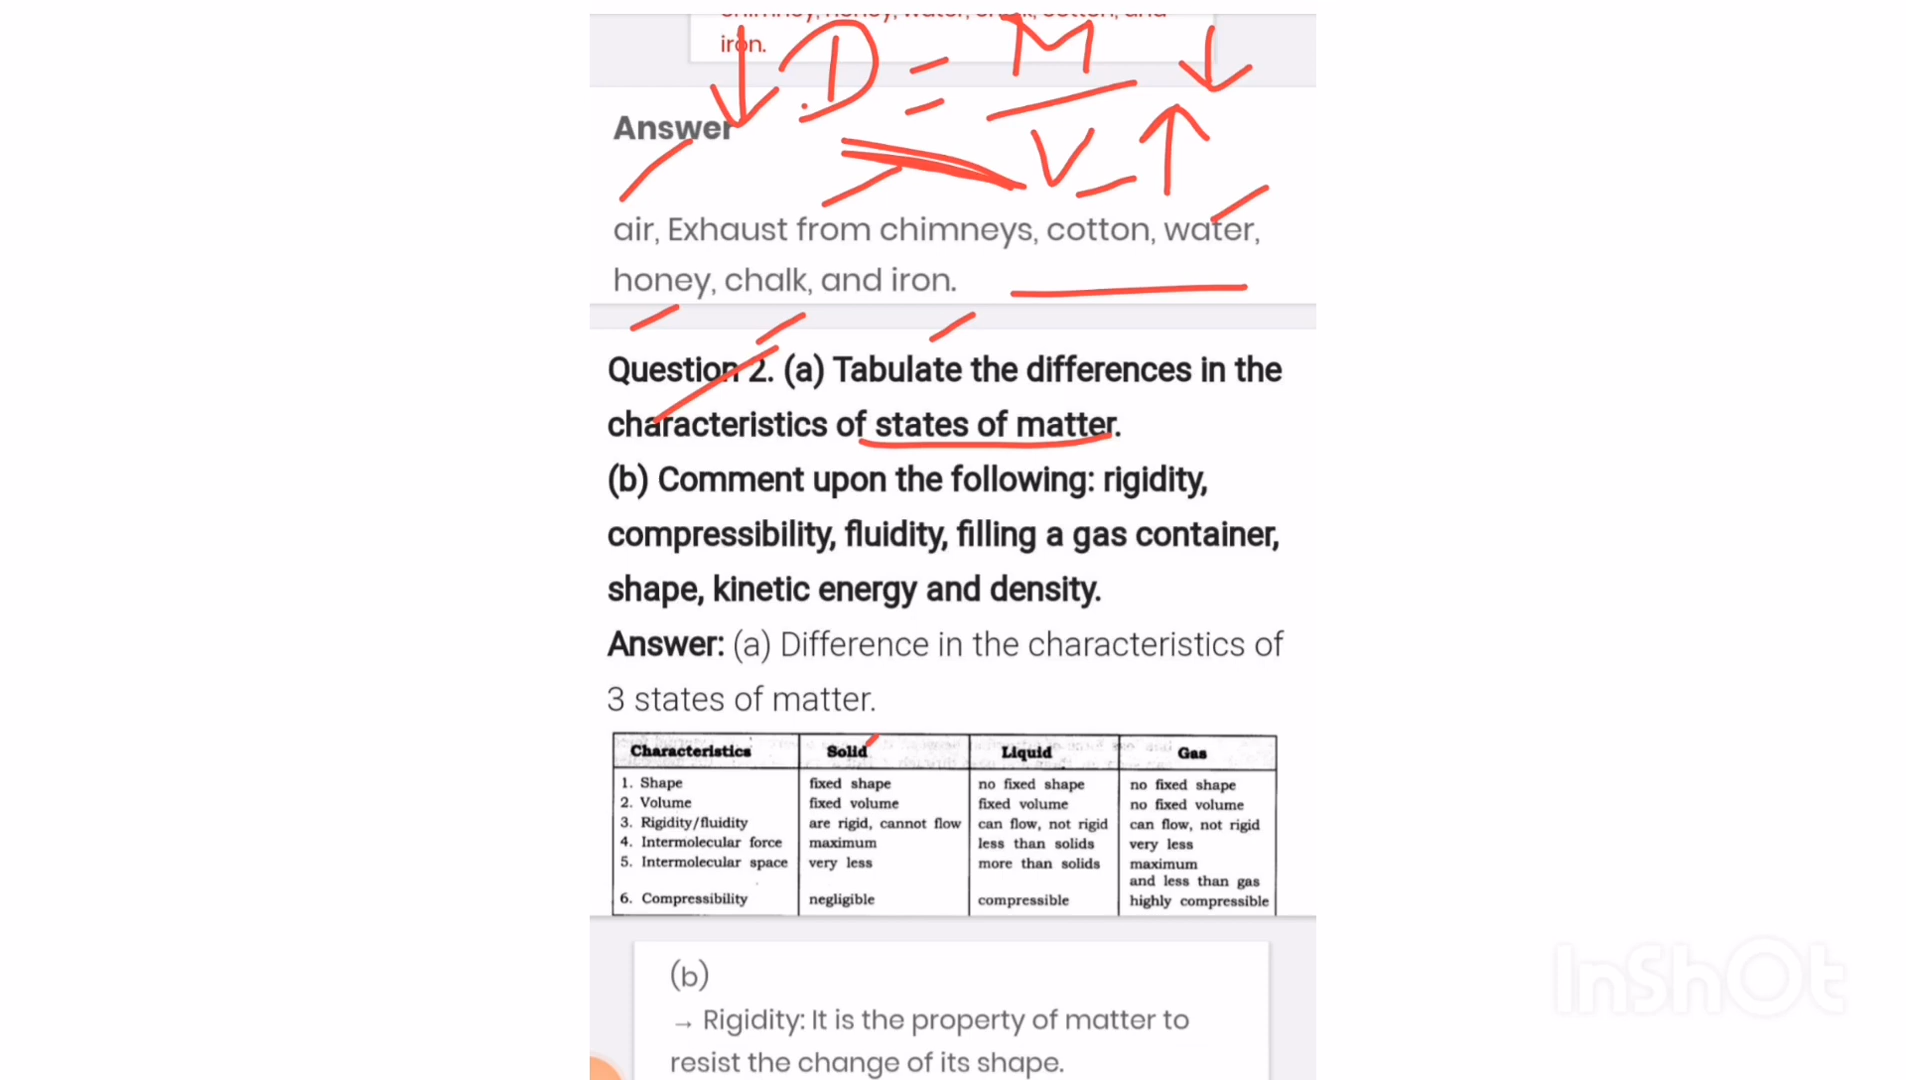 chimney, honey, water, chalk, cotton, and
iron.
D = M
V
Answer
air, Exhaust from chimneys, cotton, water,
honey, chalk, and iron.
Question 2. (a) Tabulate the differences in the
characteristics of states of matter.
(b) Comment upon the following: rigidity,
compressibility, fluidity, filling a gas container,
shape, kinetic energy and density.
Answer: (a) Difference in the characteristics of
3 states of matter.
Characteristics Solid Liquid Gas
1. Shape fixed shape no fixed shape no fixed shape
2. Volume fixed volume fixed volume no fixed volume
3. Rigidity/fluidity are rigid, cannot flow can flow, not rigid can flow, not rigid
4. Intermolecular force maximum less than solids very less
5. Intermolecular space very less more than solids maximum
and less than gas
6. Compressibility negligible compressible highly compressible
(b)
→ Rigidity: It is the property of matter to
resist the change of its shape.
InShOt